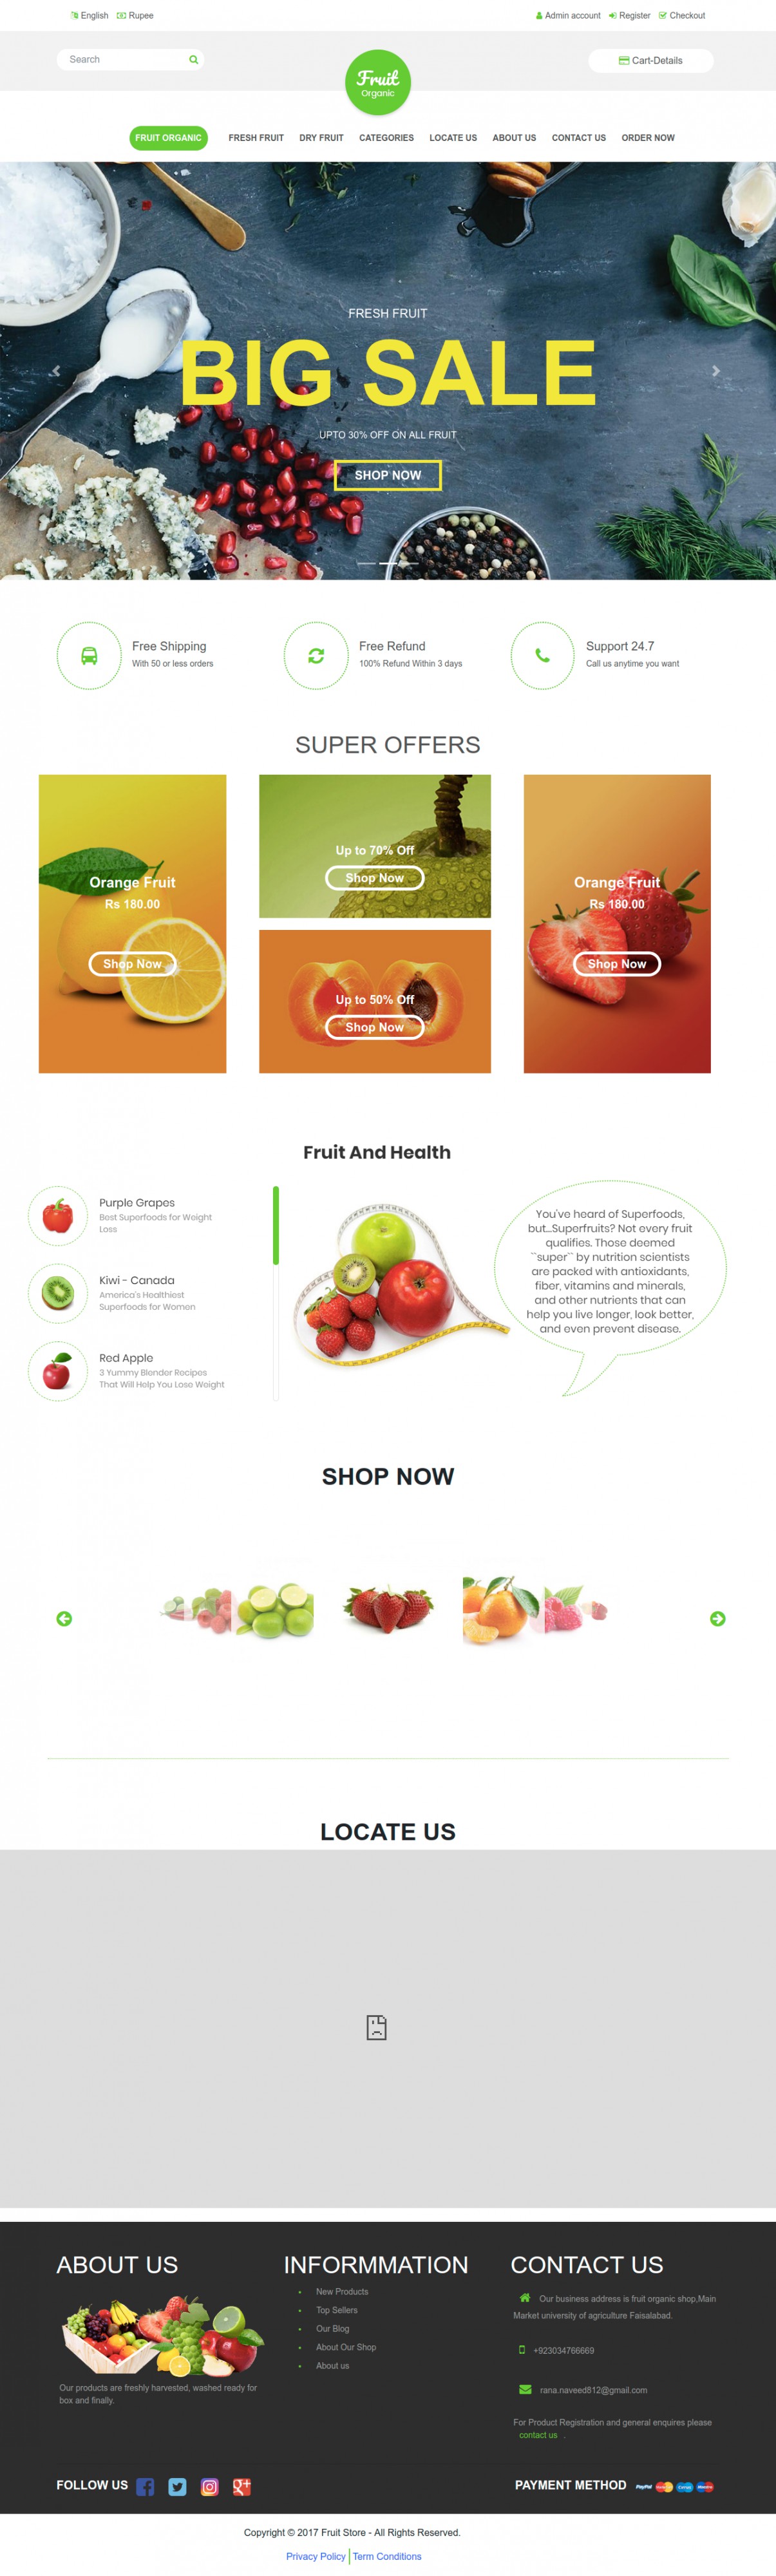 English Rupee
Admin account Register Checkout
Search
Fruit
Organic
Cart-Details
FRUIT ORGANIC FRESH FRUIT DRY FRUIT CATEGORIES LOCATE US ABOUT US CONTACT US ORDER NOW
FRESH FRUIT
BIG SALE
UPTO 30% OFF ON ALL FRUIT
SHOP NOW
Free Shipping
With 50 or less orders
Free Refund
100% Refund Within 3 days
Support 24.7
Call us anytime you want
SUPER OFFERS
Orange Fruit
Rs 180.00
Shop Now
Up to 70% Off
Shop Now
Up to 50% Off
Shop Now
Orange Fruit
Rs 180.00
Shop Now
Fruit And Health
Purple Grapes
Best Superfoods for Weight
Loss
Kiwi - Canada
America's Healthiest
Superfoods for Women
Red Apple
3 Yummy Blender Recipes
That Will Help You Lose Weight
You've heard of Superfoods,
but...Superfruits? Not every fruit
qualifies. Those deemed
``super`` by nutrition scientists
are packed with antioxidants,
fiber, vitamins and minerals,
and other nutrients that can
help you live longer, look better,
and even prevent disease.
SHOP NOW
LOCATE US
ABOUT US
Our products are freshly harvested, washed ready for
box and finally.
INFORMMATION
New Products
Top Sellers
Our Blog
About Our Shop
About us
CONTACT US
Our business address is fruit organic shop,Main
Market university of agriculture Faisalabad.
+923034766669
rana.naveed812@gmail.com
For Product Registration and general enquires please
contact us .
FOLLOW US
PAYMENT METHOD PayPal
Copyright © 2017 Fruit Store - All Rights Reserved.
Privacy Policy Term Conditions